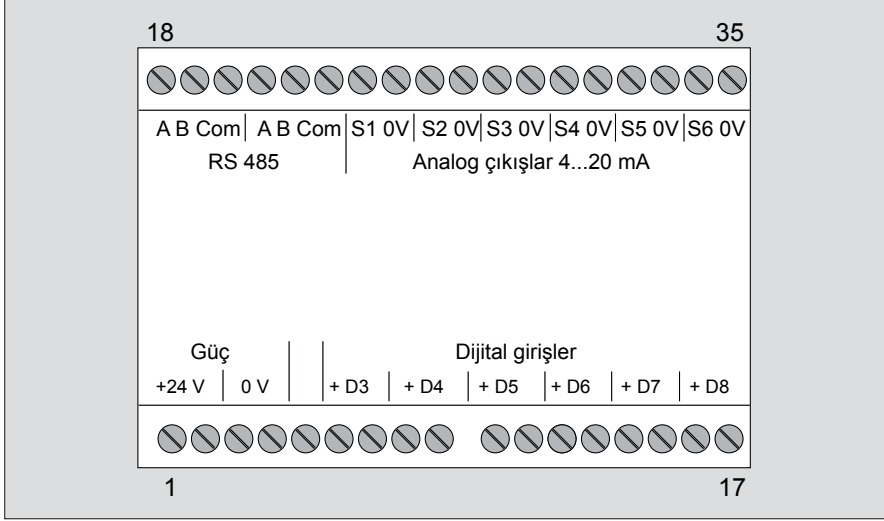 18 35
A B Com A B Com S1 0V S2 0V S3 0V S4 0V S5 0V S6 0V
RS 485 Analog çıkışlar 4...20 mA
Güç Dijital girişler
+24 V 0 V + D3 + D4 + D5 + D6 + D7 + D8
1 17